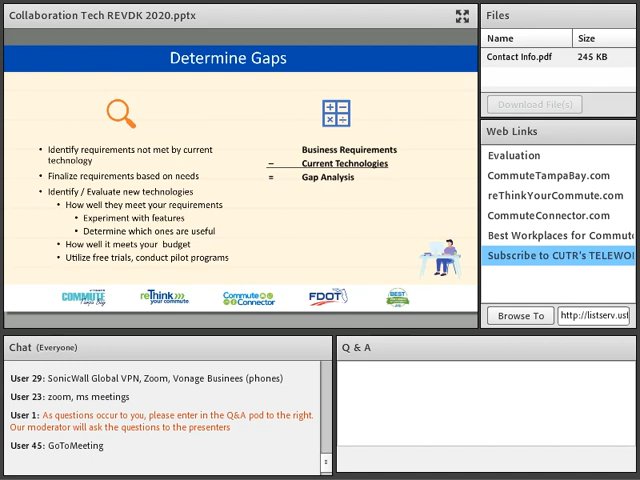 Collaboration Tech REVDK 2020.pptx
Determine Gaps
• Identify requirements not met by current
technology
• Finalize requirements based on needs
• Identify / Evaluate new technologies
• How well they meet your requirements
• Experiment with features
• Determine which ones are useful
• How well it meets your budget
• Utilize free trials, conduct pilot programs
Business Requirements
– Current Technologies
= Gap Analysis
COMMUTE
Tampa Bay
reThink
your commute
Commute
Connector
FDOT
BEST
Files
Name Size
Contact Info.pdf 245 KB
Download File(s)
Web Links
Evaluation
CommuteTampaBay.com
reThinkYourCommute.com
CommuteConnector.com
Best Workplaces for Commute
Subscribe to CUTR's TELEWO
Browse To http://listserv.usf
Chat (Everyone)
User 29: SonicWall Global VPN, Zoom, Vonage Businees (phones)
User 23: zoom, ms meetings
User 1: As questions occur to you, please enter in the Q&A pod to the right.
Our moderator will ask the questions to the presenters
User 45: GoToMeeting
Q & A